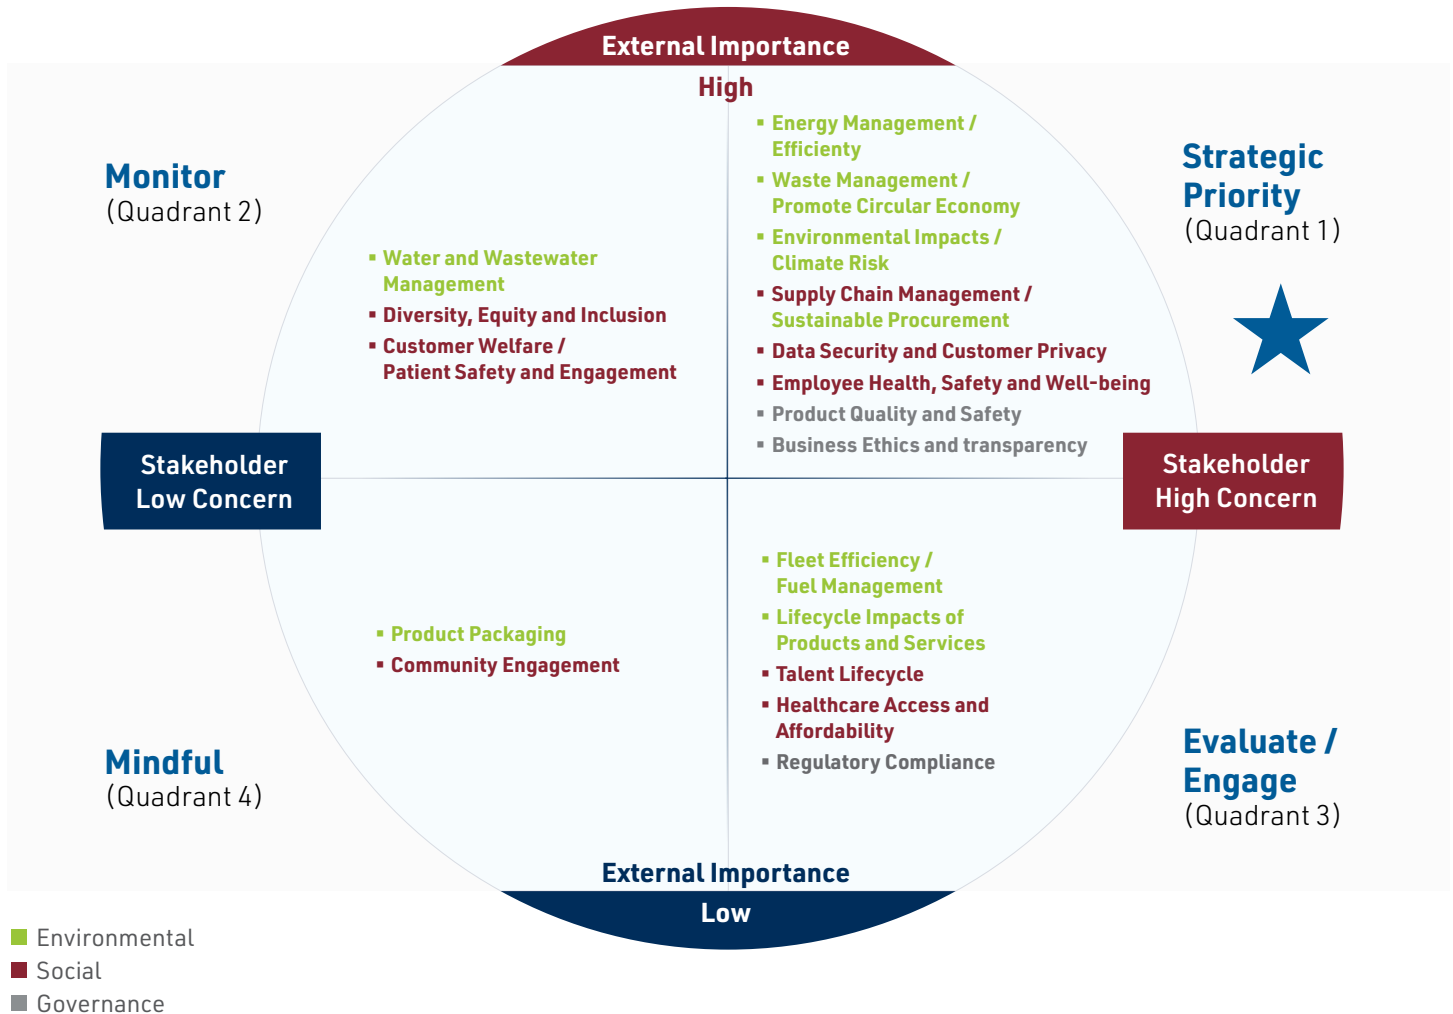 External Importance
High
Monitor
(Quadrant 2)
▪ Water and Wastewater
Management
▪ Diversity, Equity and Inclusion
▪ Customer Welfare /
Patient Safety and Engagement
▪ Energy Management /
Efficienty
▪ Waste Management /
Promote Circular Economy
▪ Environmental Impacts /
Climate Risk
▪ Supply Chain Management /
Sustainable Procurement
▪ Data Security and Customer Privacy
▪ Employee Health, Safety and Well-being
▪ Product Quality and Safety
▪ Business Ethics and transparency
Strategic
Priority
(Quadrant 1)
Stakeholder
Low Concern
Stakeholder
High Concern
▪ Product Packaging
▪ Community Engagement
Mindful
(Quadrant 4)
▪ Fleet Efficiency /
Fuel Management
▪ Lifecycle Impacts of
Products and Services
▪ Talent Lifecycle
▪ Healthcare Access and
Affordability
▪ Regulatory Compliance
Evaluate /
Engage
(Quadrant 3)
External Importance
Low
Environmental
Social
Governance